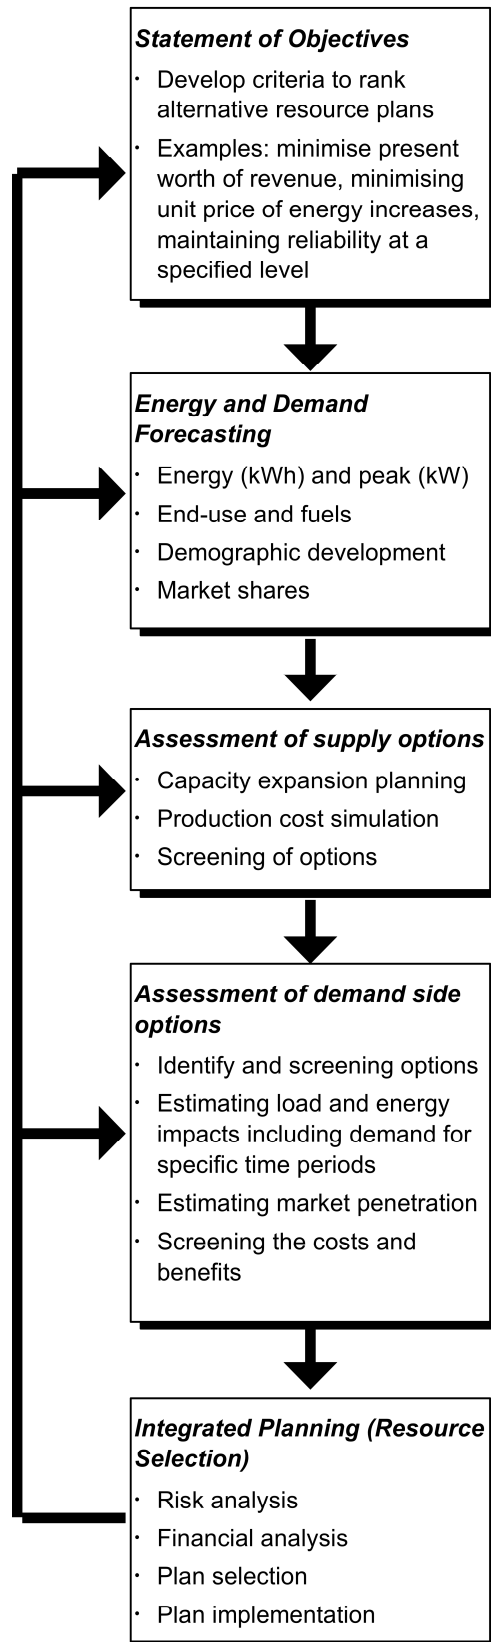 Statement of Objectives
· Develop criteria to rank
alternative resource plans
· Examples: minimise present
worth of revenue, minimising
unit price of energy increases,
maintaining reliability at a
specified level
Energy and Demand
Forecasting
· Energy (kWh) and peak (kW)
· End-use and fuels
· Demographic development
· Market shares
Assessment of supply options
· Capacity expansion planning
· Production cost simulation
· Screening of options
Assessment of demand side
options
· Identify and screening options
· Estimating load and energy
impacts including demand for
specific time periods
· Estimating market penetration
· Screening the costs and
benefits
Integrated Planning (Resource
Selection)
· Risk analysis
· Financial analysis
· Plan selection
· Plan implementation